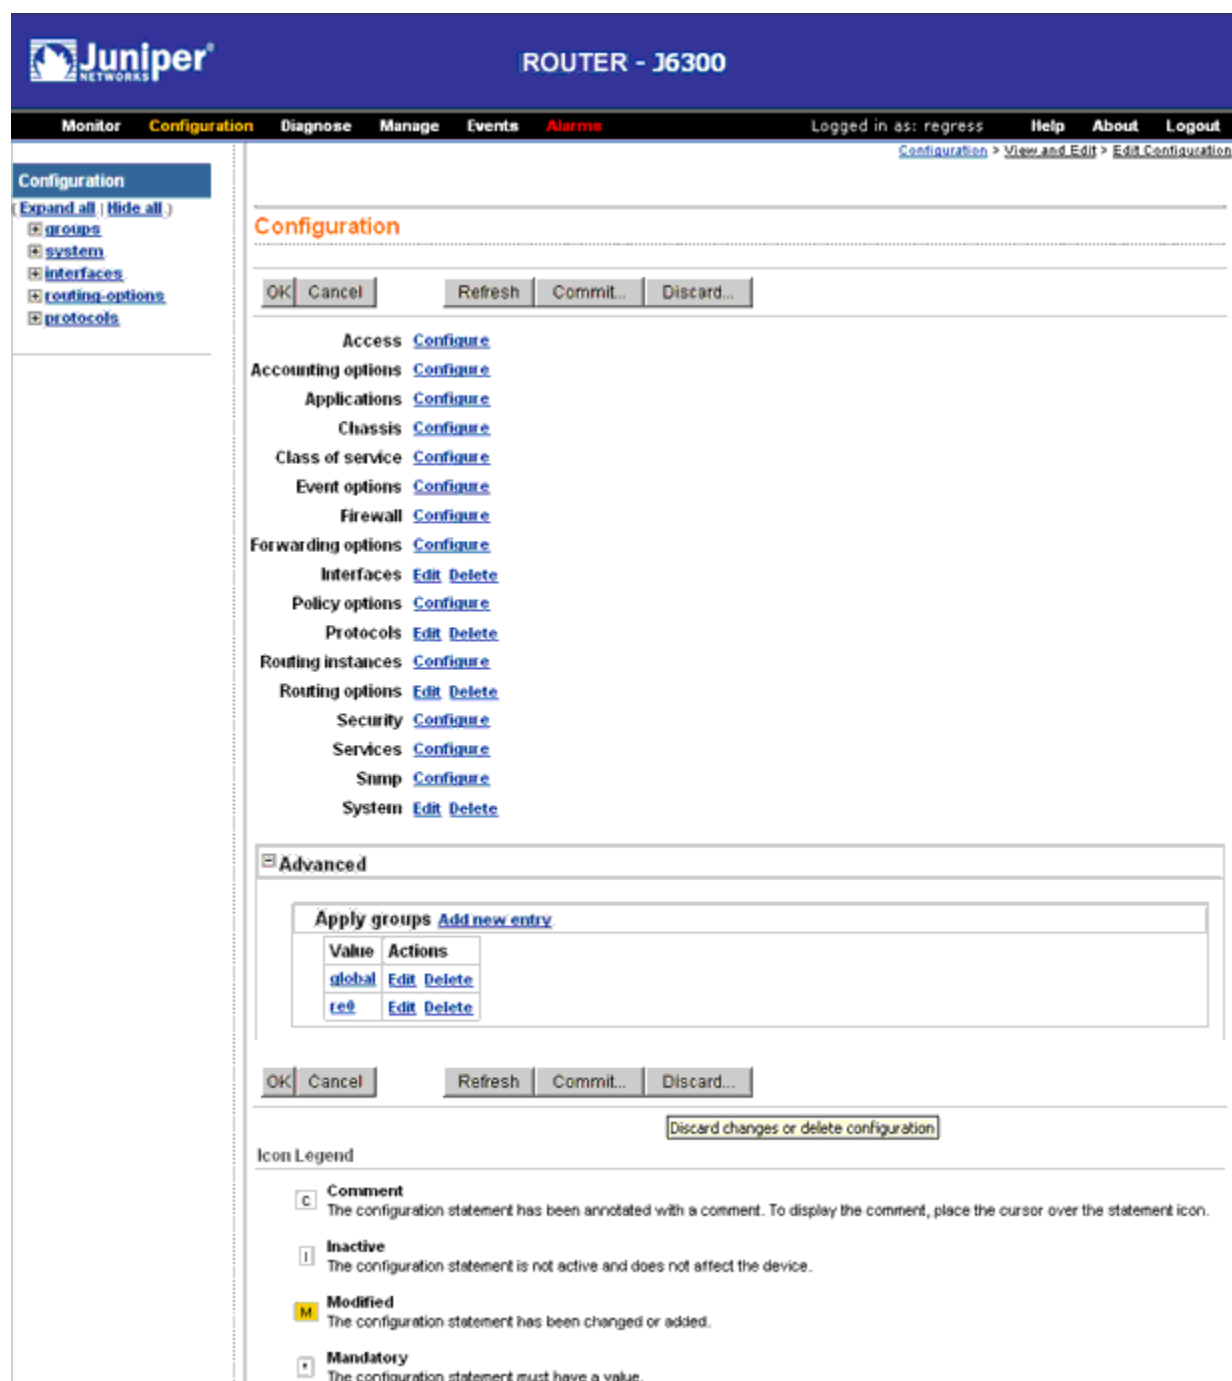 Juniper®
NETWORKS
ROUTER - J6300
Monitor Configuration Diagnose Manage Events Alarms Logged in as: regress Help About Logout
Configuration > View and Edit > Edit Configuration
Configuration
( Expand all | Hide all )
groups
system
interfaces
routing-options
protocols
Configuration
OK Cancel Refresh Commit... Discard...
Access Configure
Accounting options Configure
Applications Configure
Chassis Configure
Class of service Configure
Event options Configure
Firewall Configure
Forwarding options Configure
Interfaces Edit Delete
Policy options Configure
Protocols Edit Delete
Routing instances Configure
Routing options Edit Delete
Security Configure
Services Configure
Snmp Configure
System Edit Delete
Advanced
Apply groups Add new entry
Value Actions
global Edit Delete
re0 Edit Delete
OK Cancel Refresh Commit... Discard...
Discard changes or delete configuration
Icon Legend
C Comment
The configuration statement has been annotated with a comment. To display the comment, place the cursor over the statement icon.
I Inactive
The configuration statement is not active and does not affect the device.
M Modified
The configuration statement has been changed or added.
* Mandatory
The configuration statement must have a value.